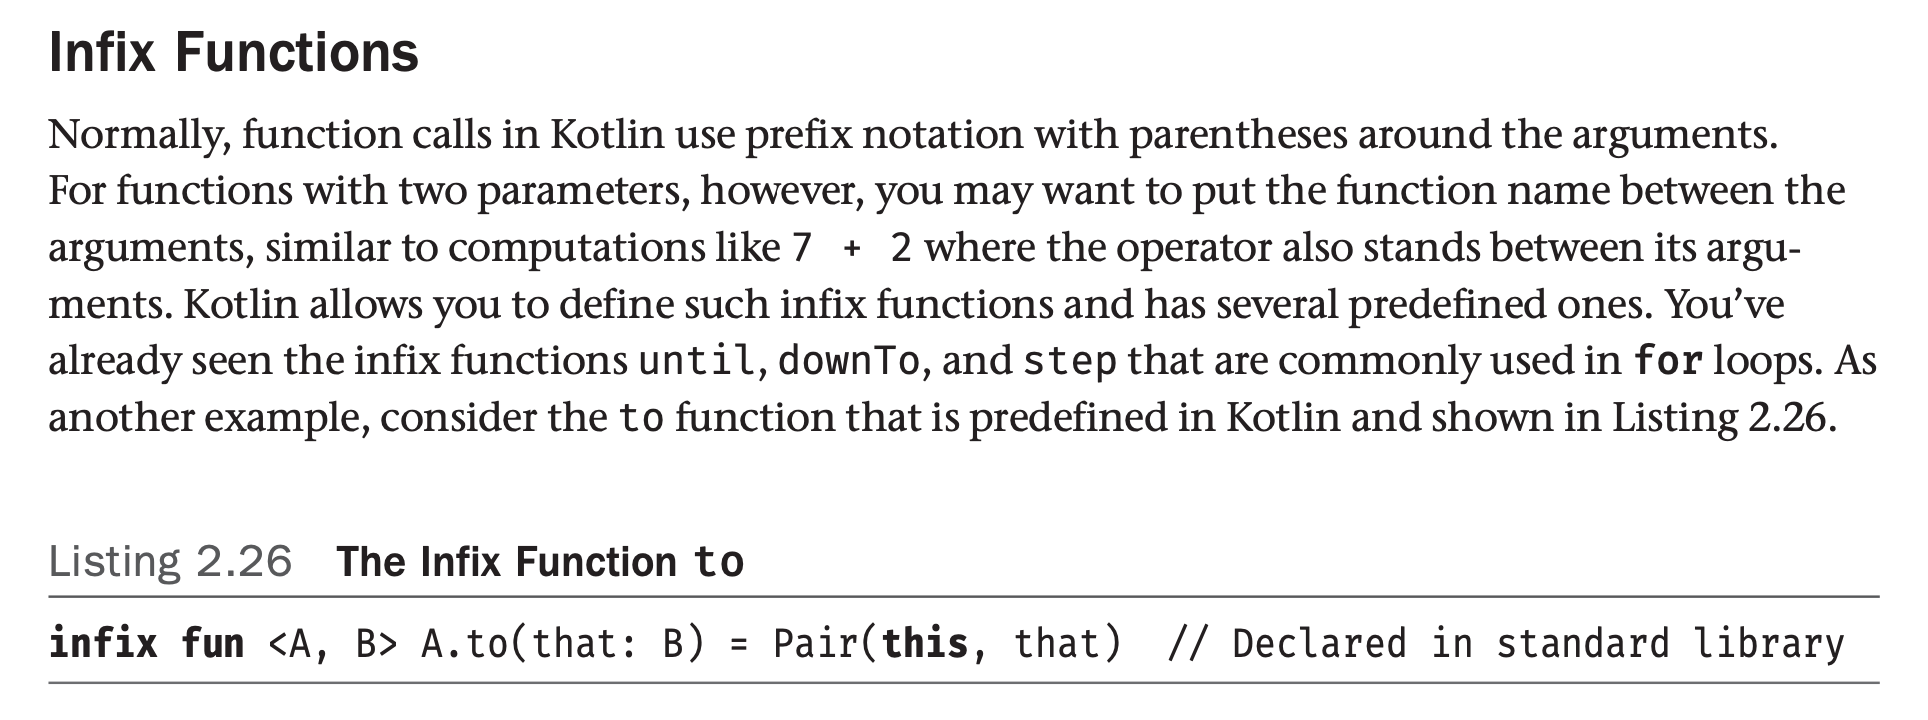 Infix Functions
Normally, function calls in Kotlin use prefix notation with parentheses around the arguments.
For functions with two parameters, however, you may want to put the function name between the
arguments, similar to computations like 7 + 2 where the operator also stands between its argu-
ments. Kotlin allows you to define such infix functions and has several predefined ones. You’ve
already seen the infix functions until, downTo, and step that are commonly used in for loops. As
another example, consider the to function that is predefined in Kotlin and shown in Listing 2.26.
Listing 2.26 The Infix Function to
infix fun <A, B> A.to(that: B) = Pair(this, that) // Declared in standard library